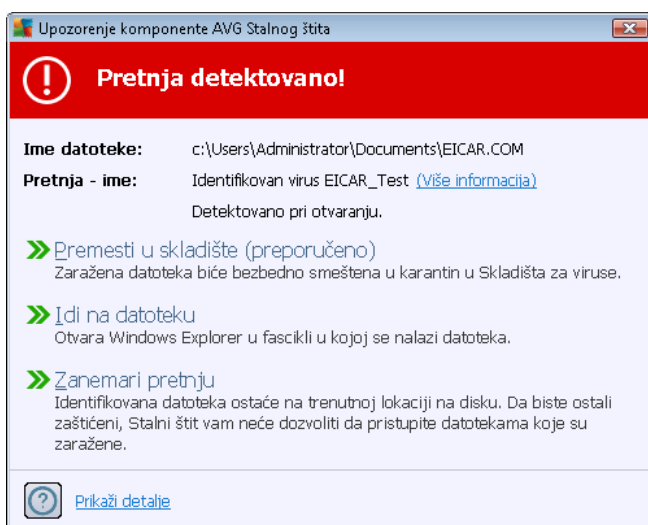 Upozorenje komponente AVG Stalnog štita
Pretnja detektovano!
Ime datoteke: c:\Users\Administrator\Documents\EICAR.COM
Pretnja - ime: Identifikovan virus EICAR_Test (Više informacija)
Detektovano pri otvaranju.
Premesti u skladište (preporučeno)
Zaražena datoteka biće bezbedno smeštena u karantin u Skladišta za viruse.
Idi na datoteku
Otvara Windows Explorer u fascikli u kojoj se nalazi datoteka.
Zanemari pretnju
Identifikovana datoteka ostaće na trenutnoj lokaciji na disku. Da biste ostali
zaštićeni, Stalni štit vam neće dozvoliti da pristupite datotekama koje su
zaražene.
Prikaži detalje